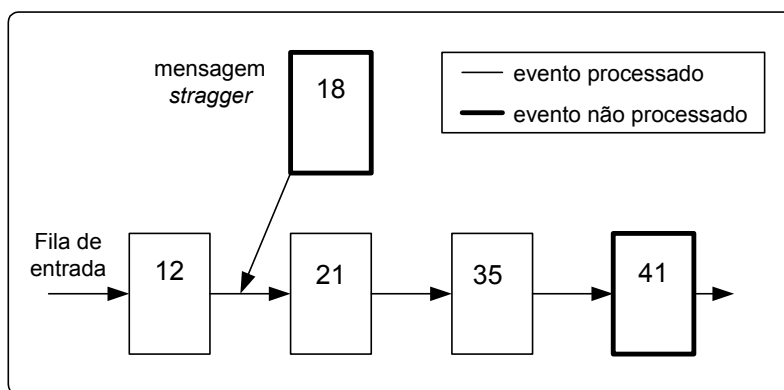 mensagem
stragger
18
evento processado
evento não processado
Fila de
entrada
12
21
35
41